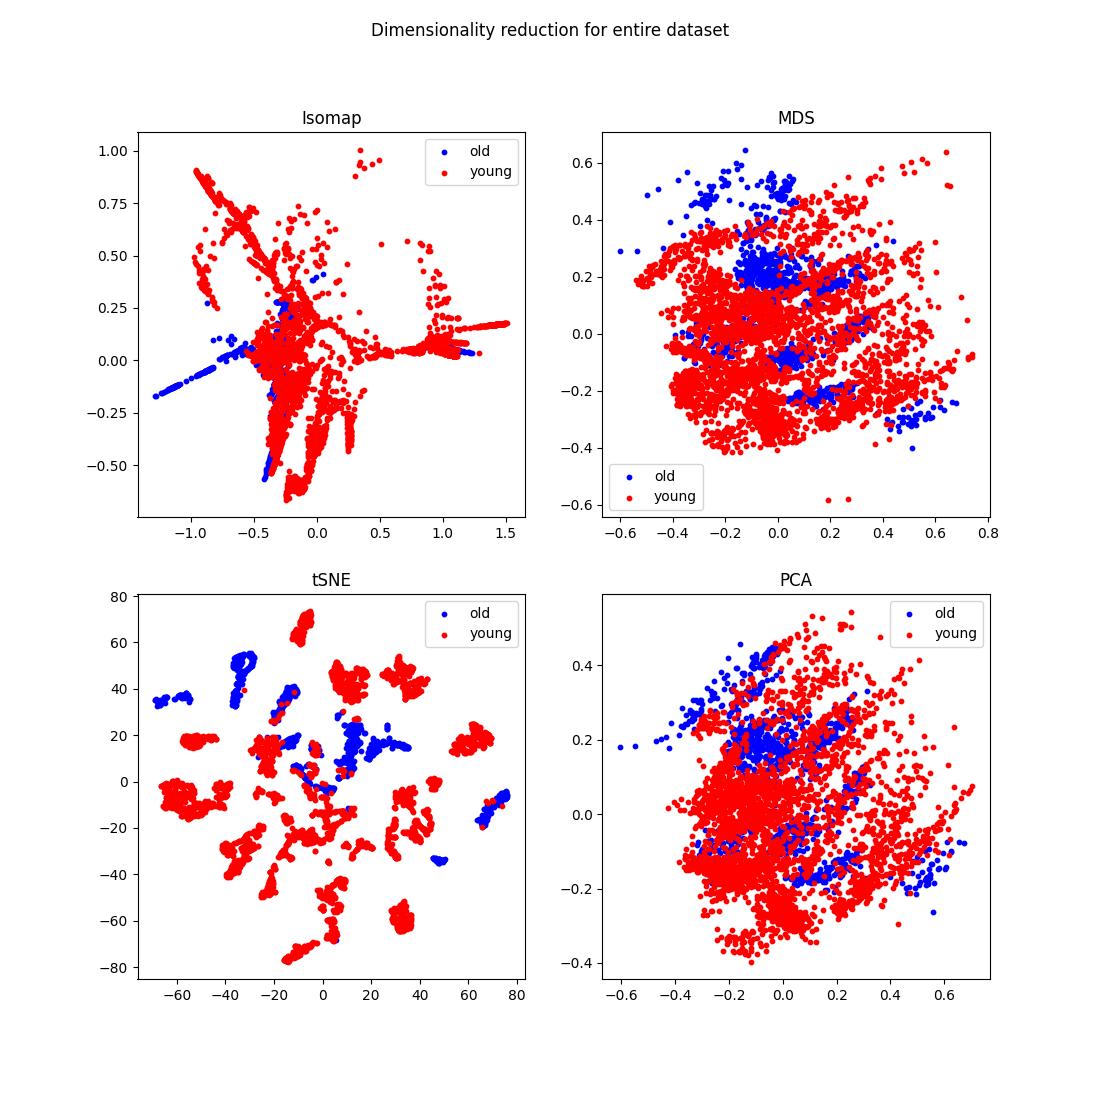 Dimensionality reduction for entire dataset
Isomap
old
young
1.00
0.75
0.50
0.25
0.00
−0.25
−0.50
−1.0 −0.5 0.0 0.5 1.0 1.5
MDS
old
young
0.6
0.4
0.2
0.0
−0.2
−0.4
−0.6
−0.6 −0.4 −0.2 0.0 0.2 0.4 0.6 0.8
tSNE
old
young
80
60
40
20
0
−20
−40
−60
−80
−60 −40 −20 0 20 40 60 80
PCA
old
young
0.4
0.2
0.0
−0.2
−0.4
−0.6 −0.4 −0.2 0.0 0.2 0.4 0.6